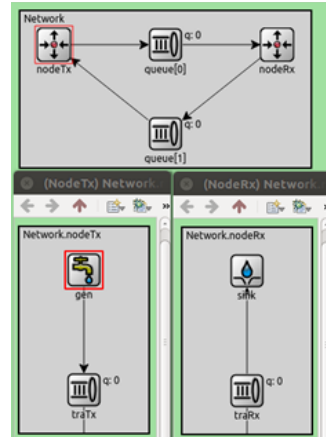 Network
q: 0
nodeTx
queue[0]
nodeRx
q: 0
queue[1]
(NodeTx) Network.
(NodeRx) Network.
»
Network.nodeTx
Network.nodeRx
gen
sink
q: 0
q: 0
traTx
traRx